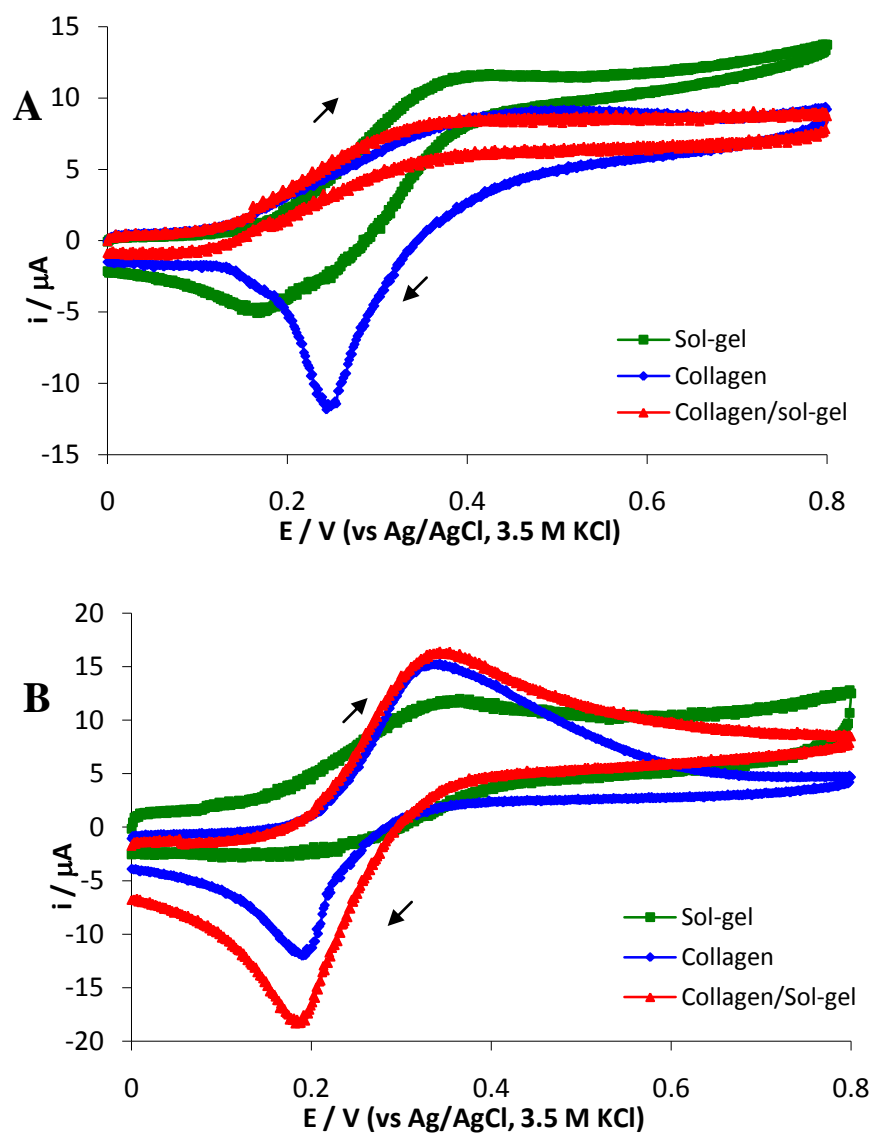 A
15
10
5
0
-5
-10
-15
i / µA
0
0.2
0.4
0.6
0.8
E / V (vs Ag/AgCl, 3.5 M KCl)
Sol-gel
Collagen
Collagen/sol-gel
B
20
15
10
5
0
-5
-10
-15
-20
i / µA
0
0.2
0.4
0.6
0.8
E / V (vs Ag/AgCl, 3.5 M KCl)
Sol-gel
Collagen
Collagen/Sol-gel